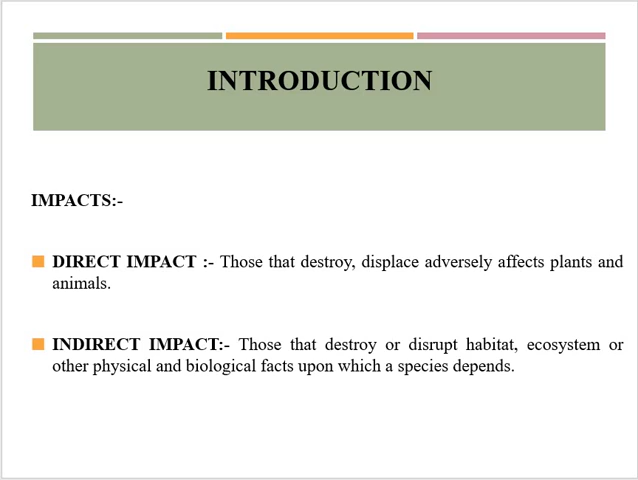 INTRODUCTION
IMPACTS:-
DIRECT IMPACT :- Those that destroy, displace adversely affects plants and
animals.
INDIRECT IMPACT:- Those that destroy or disrupt habitat, ecosystem or
other physical and biological facts upon which a species depends.